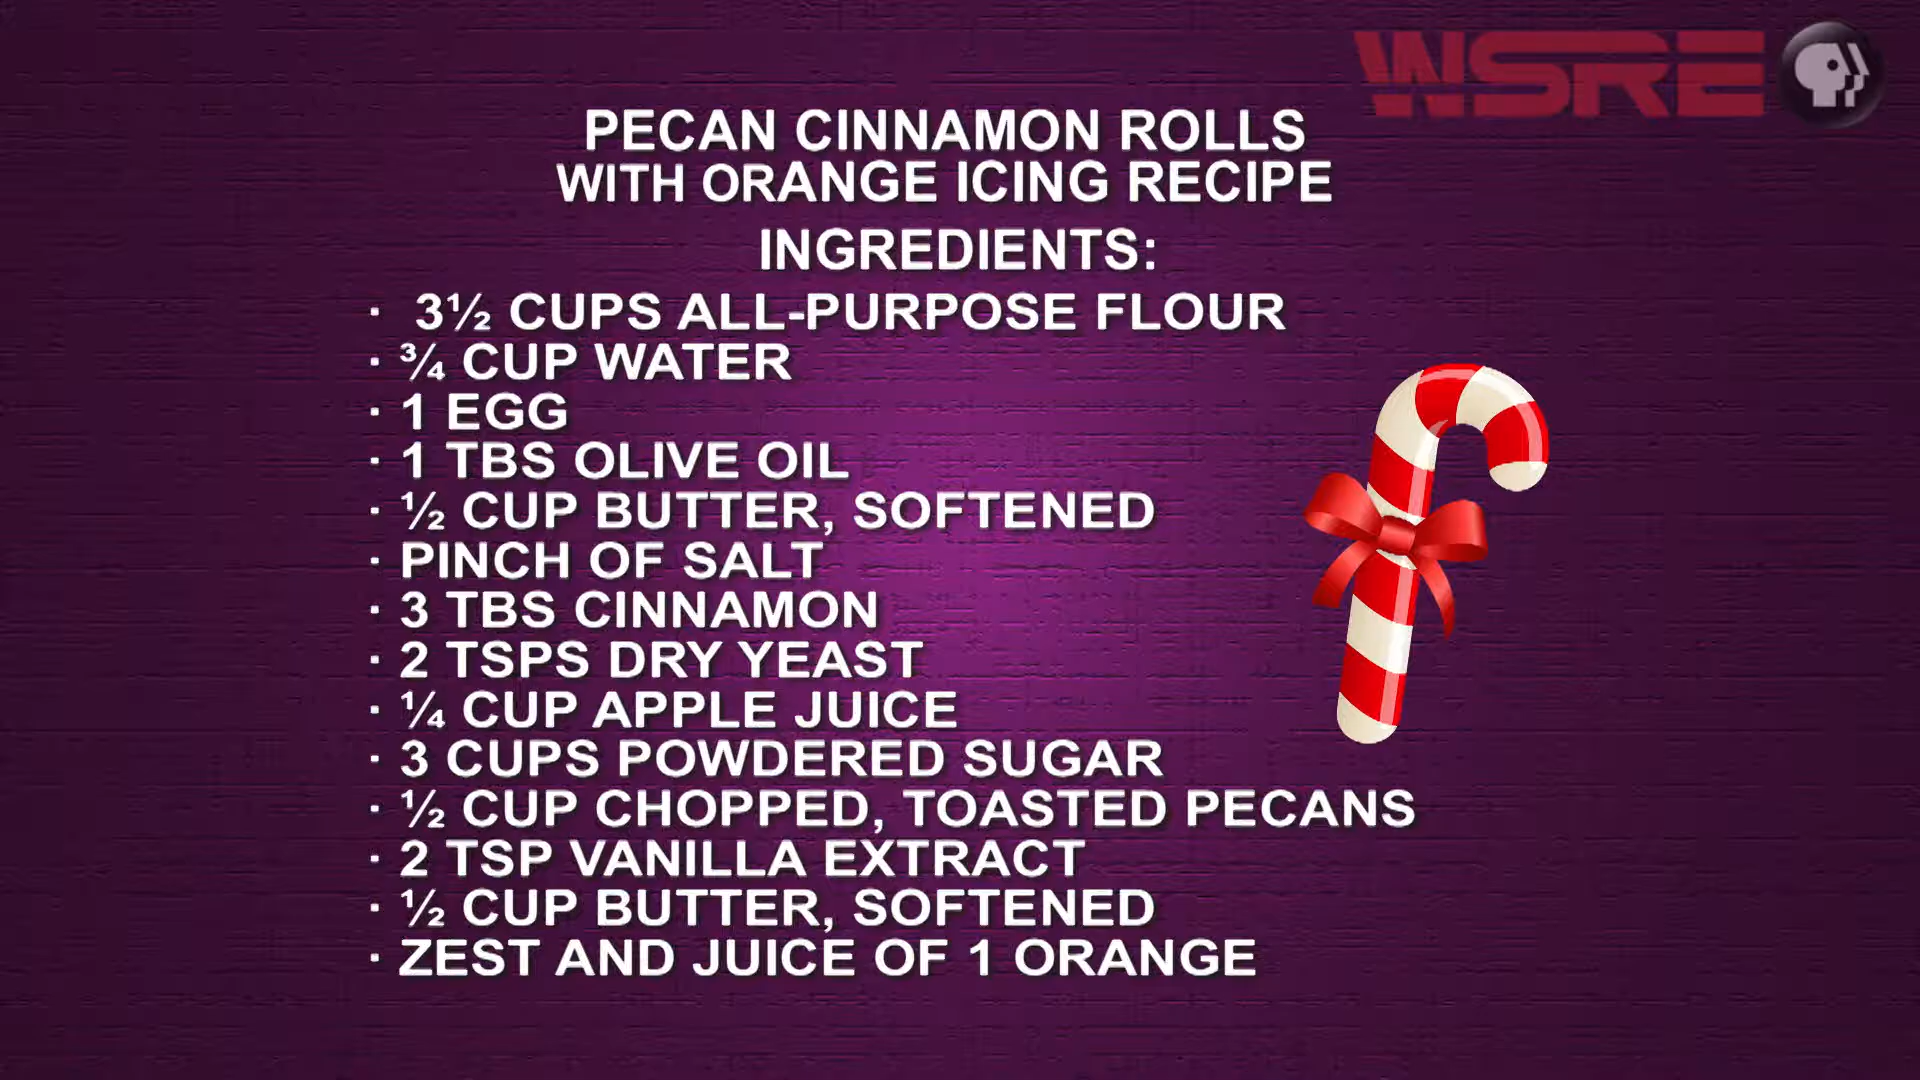 WSRE
PECAN CINNAMON ROLLS
WITH ORANGE ICING RECIPE
INGREDIENTS:
· 3½ CUPS ALL-PURPOSE FLOUR
· ¾ CUP WATER
· 1 EGG
· 1 TBS OLIVE OIL
· ½ CUP BUTTER, SOFTENED
· PINCH OF SALT
· 3 TBS CINNAMON
· 2 TSPS DRY YEAST
· ¼ CUP APPLE JUICE
· 3 CUPS POWDERED SUGAR
· ½ CUP CHOPPED, TOASTED PECANS
· 2 TSP VANILLA EXTRACT
· ½ CUP BUTTER, SOFTENED
· ZEST AND JUICE OF 1 ORANGE